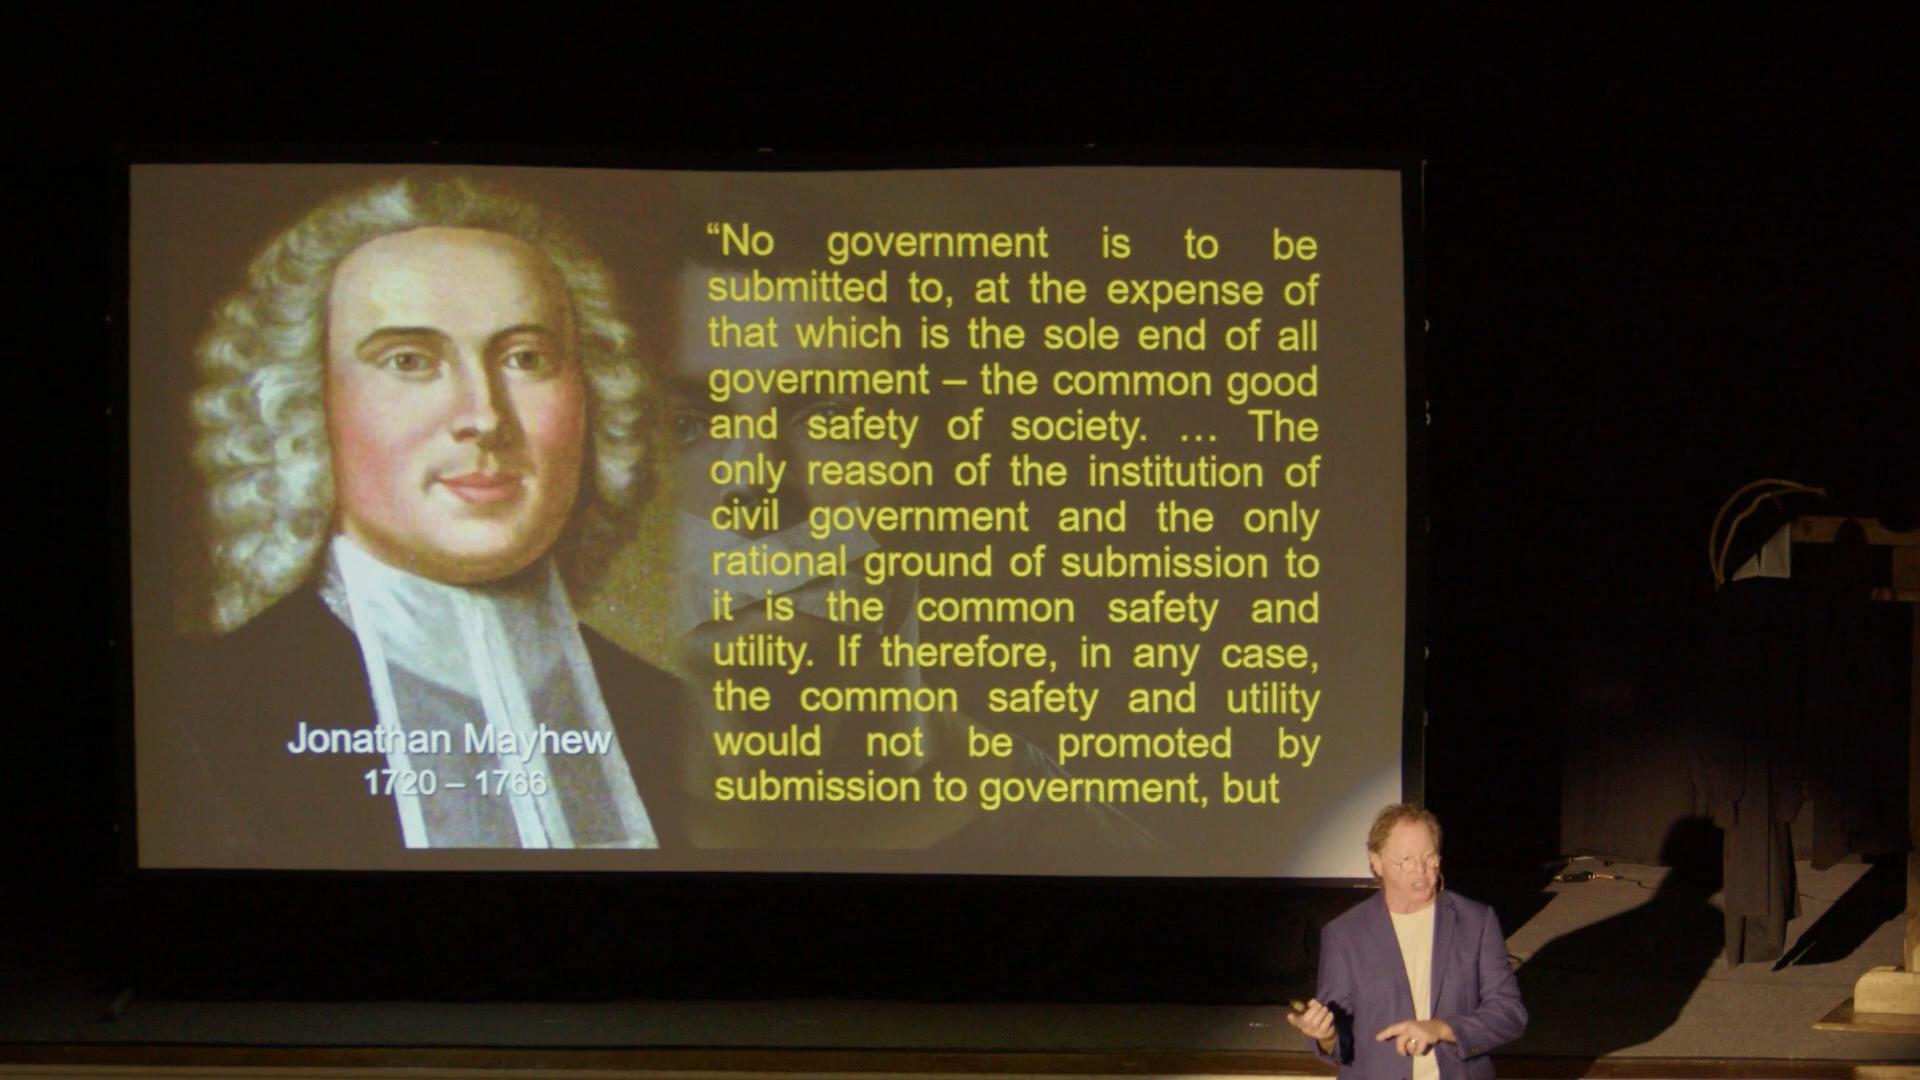 “No government is to be
submitted to, at the expense of
that which is the sole end of all
government – the common good
and safety of society. … The
only reason of the institution of
civil government and the only
rational ground of submission to
it is the common safety and
utility. If therefore, in any case,
the common safety and utility
would not be promoted by
submission to government, but
Jonathan Mayhew
1720 – 1766